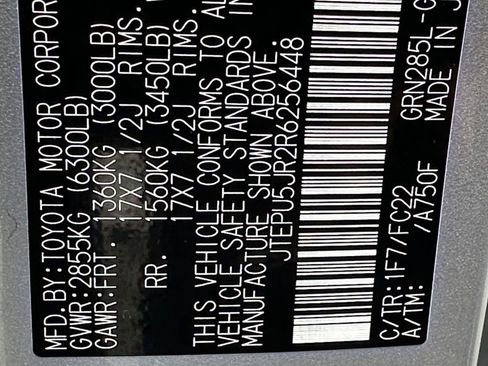 MFD.BY:TOYOTA MOTOR CORPOR
GVWR:2855KG (6300LB)
GAWR:FRT. 1360KG (3000LB)
17X7 1/2J RIMS.
RR. 1560KG (3450LB)
17X7 1/2J RIMS.
THIS VEHICLE CONFORMS TO AL
VEHICLE SAFETY STANDARDS IN
MANUFACTURE SHOWN ABOVE.
JTEPU5JR2R6256448
C/TR:1F7/FC22 GRN285L-G
A/TM: /A750F MADE IN J